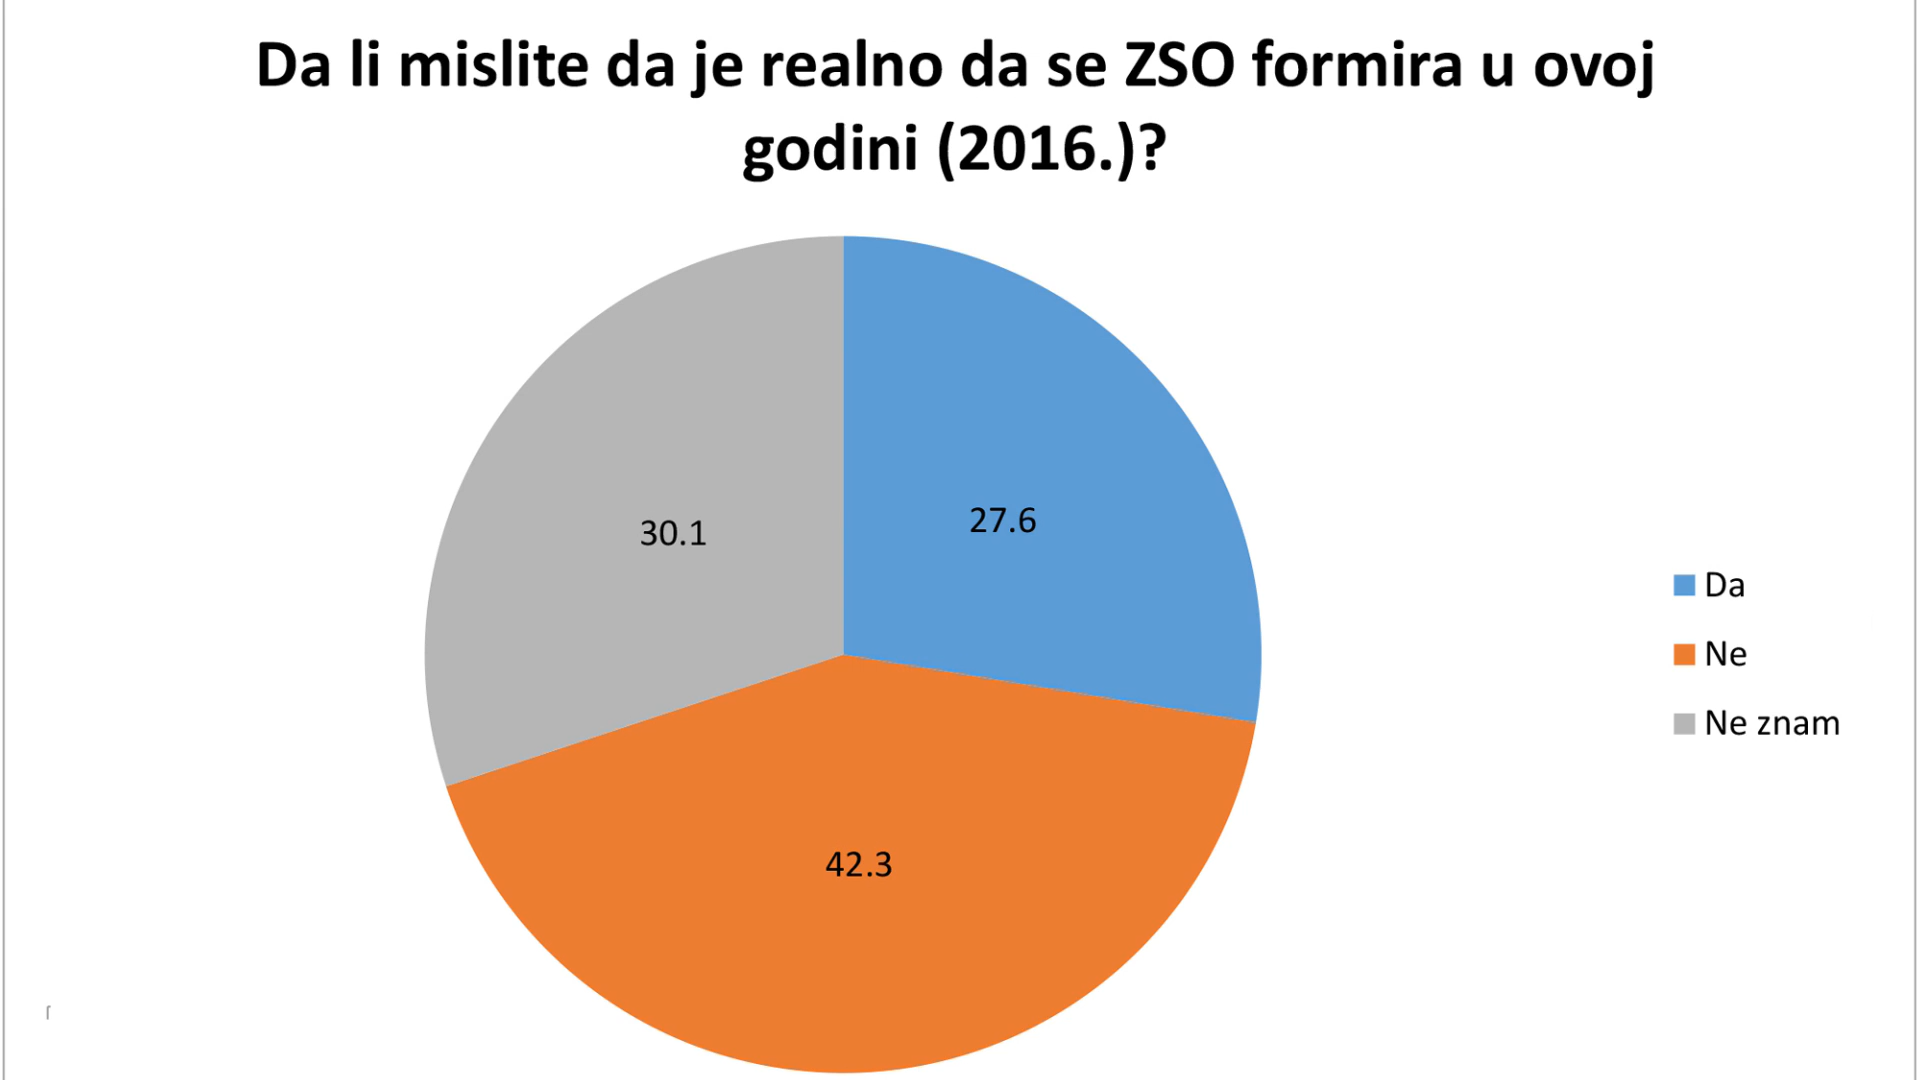 Da li mislite da je realno da se ZSO formira u ovoj
godini (2016.)?
27.6
30.1
42.3
Da
Ne
Ne znam